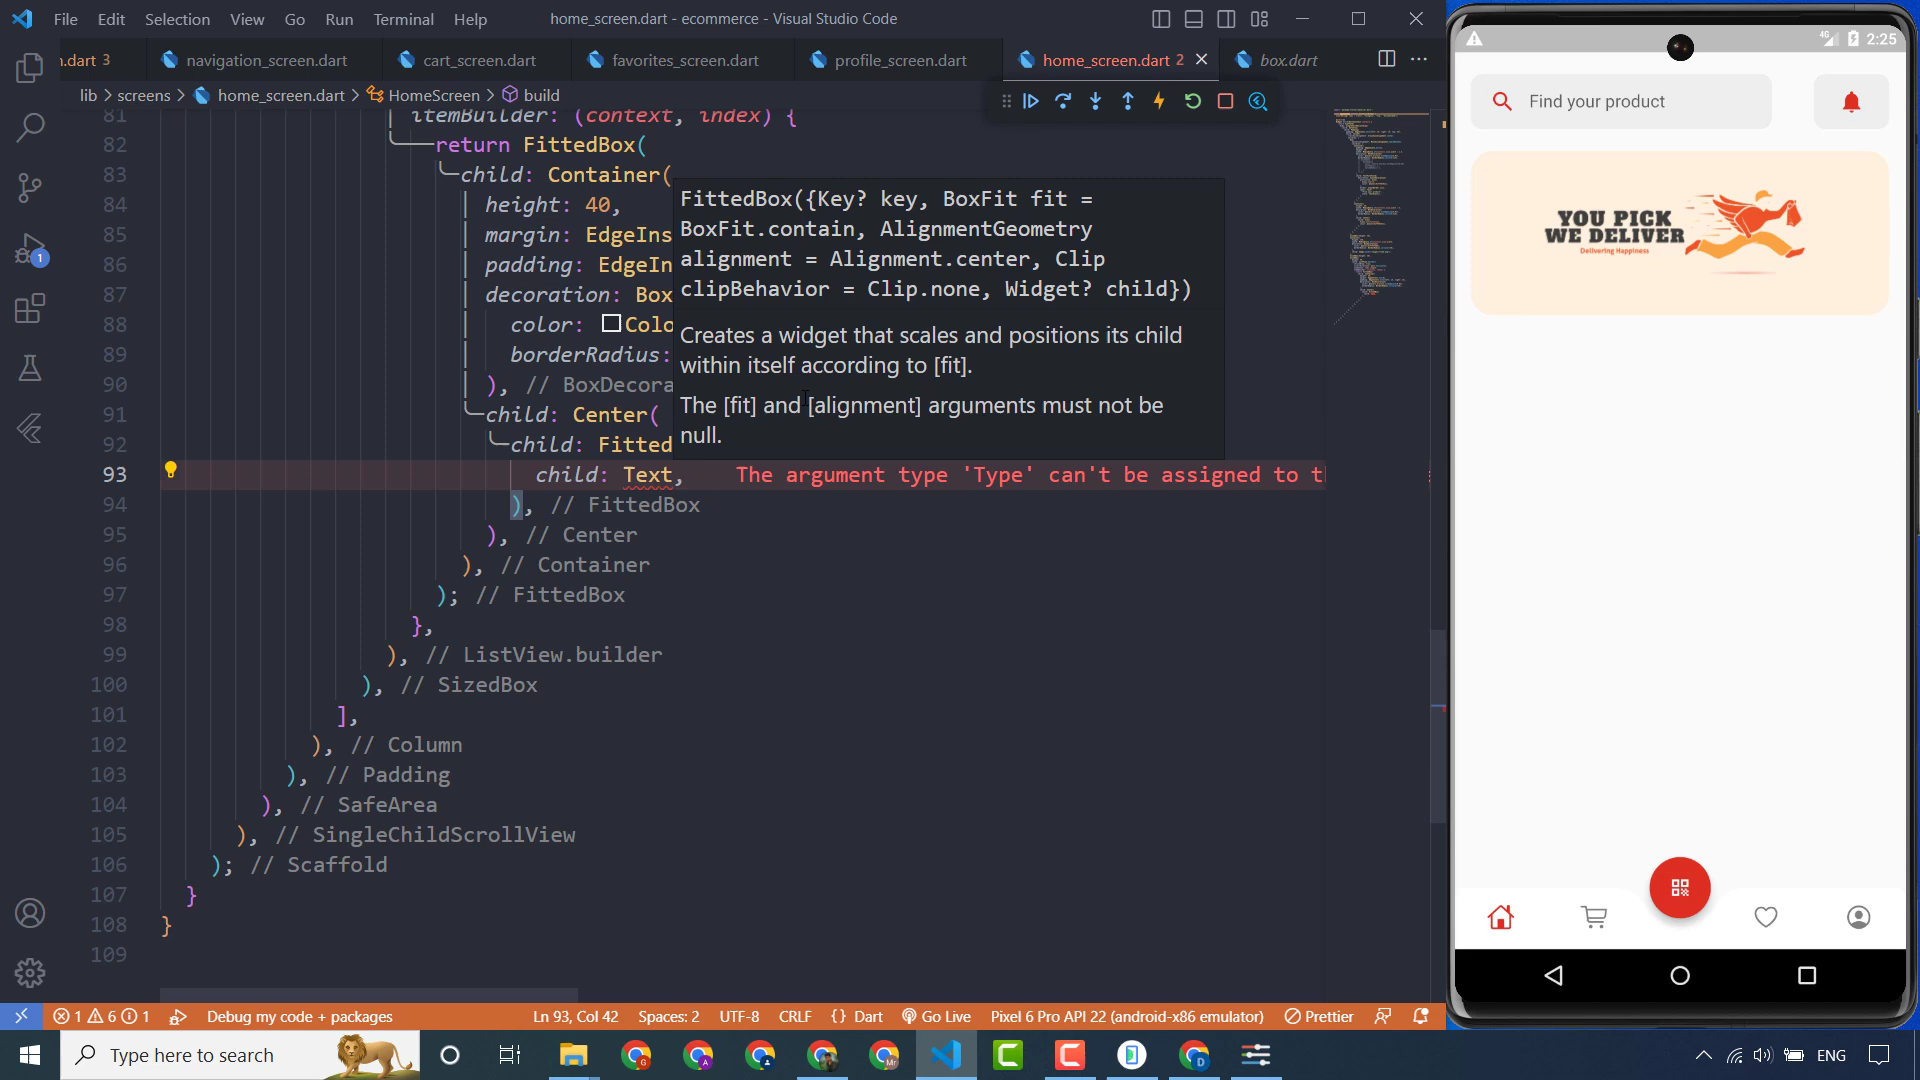 File Edit Selection View Go Run Terminal Help
home_screen.dart - ecommerce - Visual Studio Code
.dart 3
navigation_screen.dart
cart_screen.dart
favorites_screen.dart
profile_screen.dart
home_screen.dart 2
box.dart
lib > screens > home_screen.dart > HomeScreen > build
81 itemBuilder: (context, index) {
82 return FittedBox(
83 child: Container(
84 height: 40,
85 margin: EdgeIns
86 padding: EdgeIn
87 decoration: Box
88 color: Colo
89 borderRadius:
90 ), // BoxDecora
91 child: Center(
92 child: Fitted
93 child: Text, The argument type 'Type' can't be assigned to t
94 ), // FittedBox
95 ), // Center
96 ), // Container
97 ); // FittedBox
98 },
99 ), // ListView.builder
100 ), // SizedBox
101 ],
102 ), // Column
103 ), // Padding
104 ), // SafeArea
105 ), // SingleChildScrollView
106 ); // Scaffold
107 }
108 }
109
FittedBox({Key? key, BoxFit fit =
BoxFit.contain, AlignmentGeometry
alignment = Alignment.center, Clip
clipBehavior = Clip.none, Widget? child})
Creates a widget that scales and positions its child
within itself according to [fit].
The [fit] and [alignment] arguments must not be
null.
1
1 6 1
Debug my code + packages
Ln 93, Col 42
Spaces: 2
UTF-8
CRLF
{} Dart
Go Live
Pixel 6 Pro API 22 (android-x86 emulator)
Prettier
Type here to search
ENG
4G
2:25
Find your product
YOU PICK
WE DELIVER
Delivering Happiness